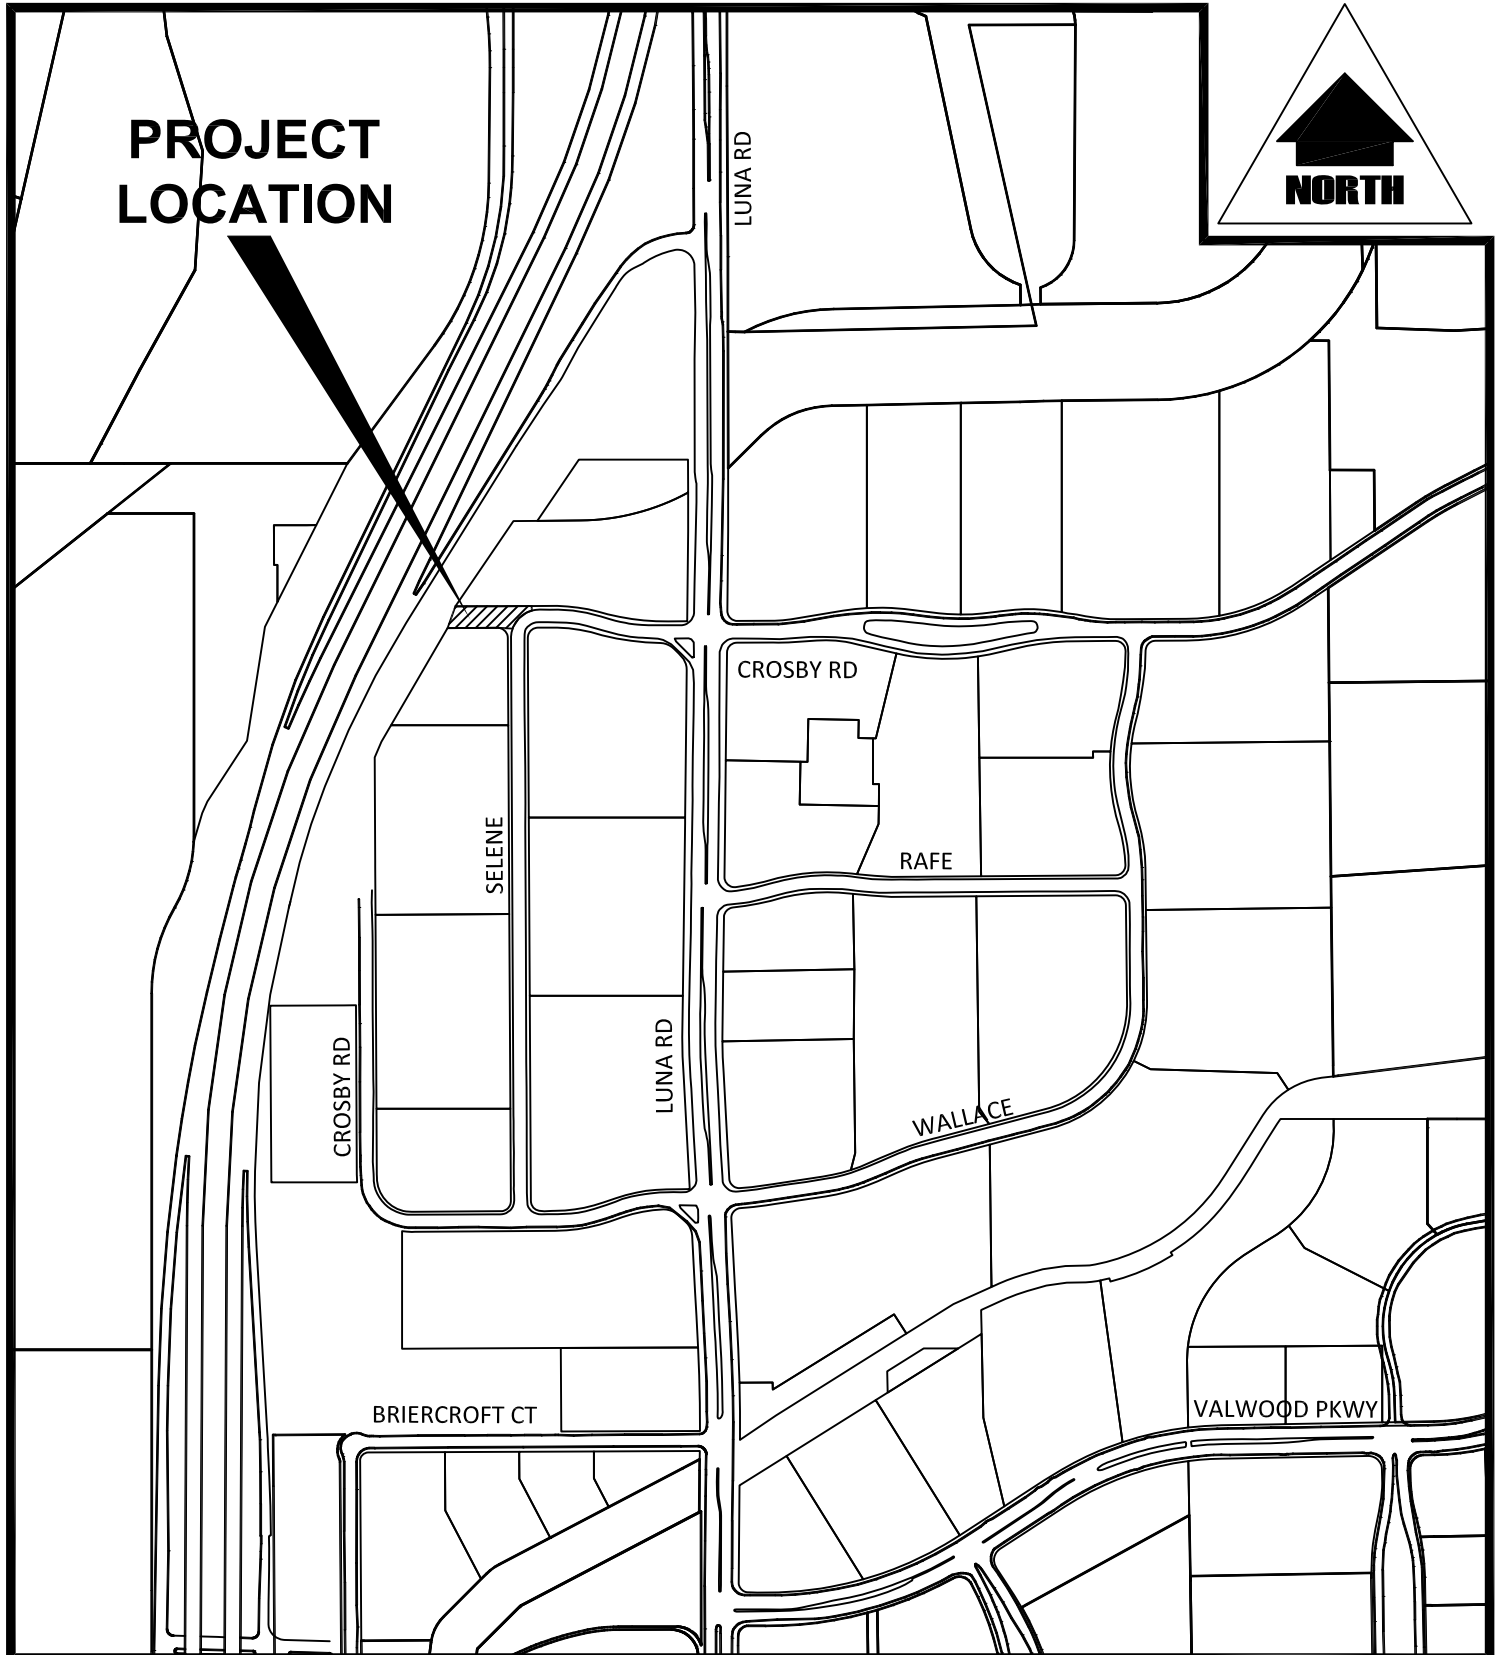 PROJECT
LOCATION
LUNA RD
NORTH
CROSBY RD
SELENE
RAFE
CROSBY RD
LUNA RD
WALLACE
BRIERCROFT CT
VALWOOD PKWY